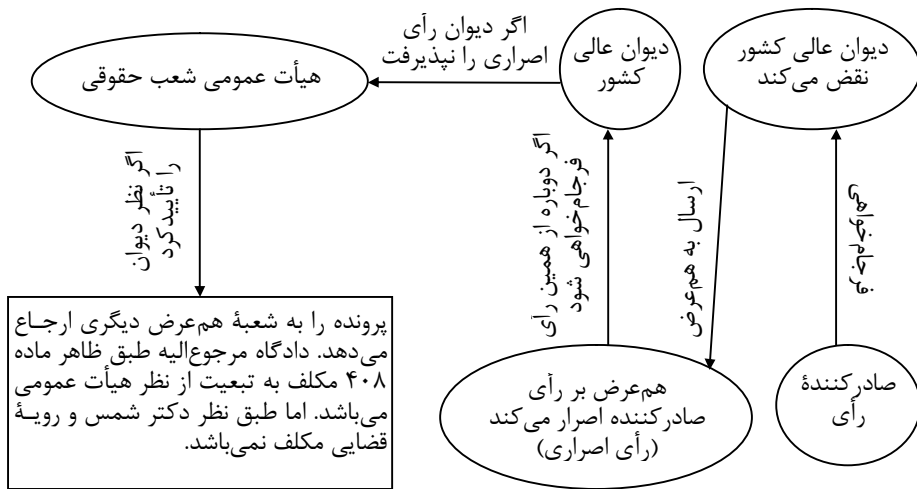 صادرکنندۀ
رأی
فرجام‌خواهی
دیوان عالی کشور
نقض می‌کند
ارسال به هم‌عرض
هم‌عرض بر رأی
صادرکننده اصرار می‌کند
(رأی اصراری)
اگر دوباره از همین رأی
فرجام‌خواهی شود
دیوان عالی
کشور
اگر دیوان رأی
اصراری را نپذیرفت
هیأت عمومی شعب حقوقی
اگر نظر دیوان
را تأیید کرد
پرونده را به شعبۀ هم‌عرض دیگری ارجـاع
می‌دهد. دادگاه مرجوع‌الیه طبق ظاهر ماده
۴۰۸ مکلف به تبعیت از نظر هیأت عمومی
می‌باشد. اما طبق نظر دکتر شمس و رویـۀ
قضایی مکلف نمی‌باشد.